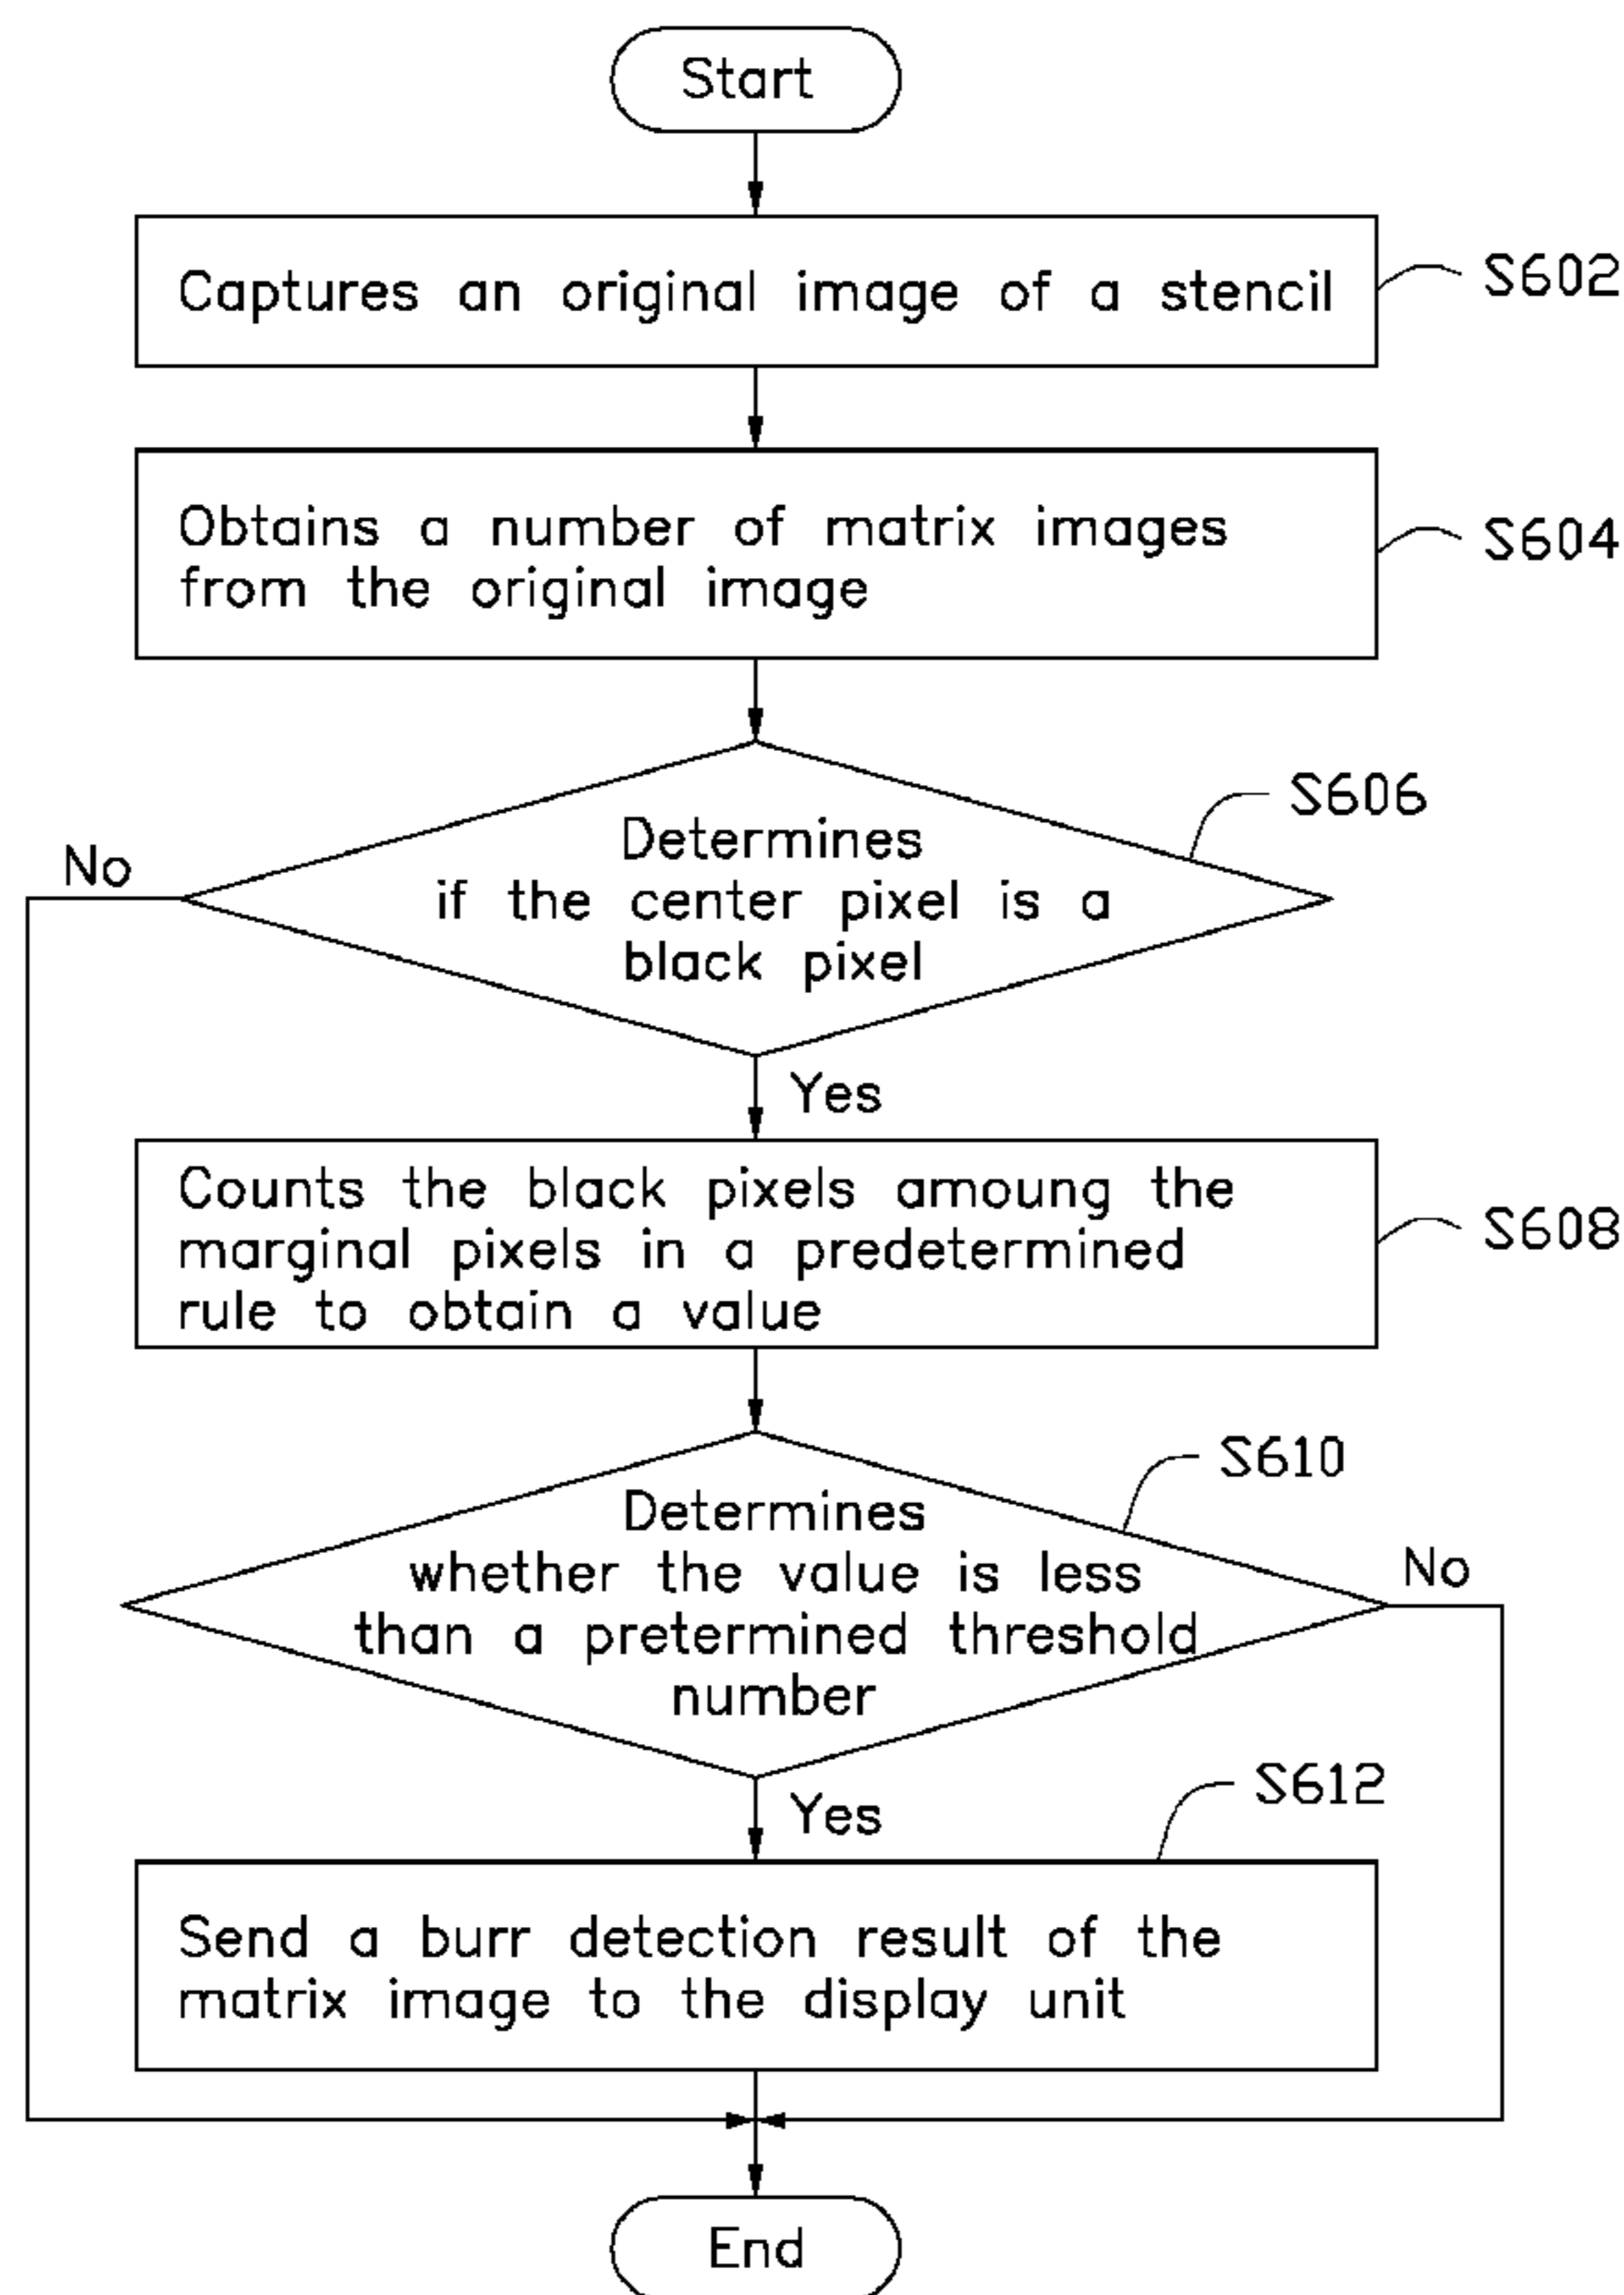 Start
Captures an original image of a stencil
S602
Obtains a number of matrix images
from the original image
S604
Determines
if the center pixel is a
black pixel
S606
No
Yes
Counts the black pixels amoung the
marginal pixels in a predetermined
rule to obtain a value
S608
Determines
whether the value is less
than a pretermined threshold
number
S610
No
Yes
S612
Send a burr detection result of the
matrix image to the display unit
End